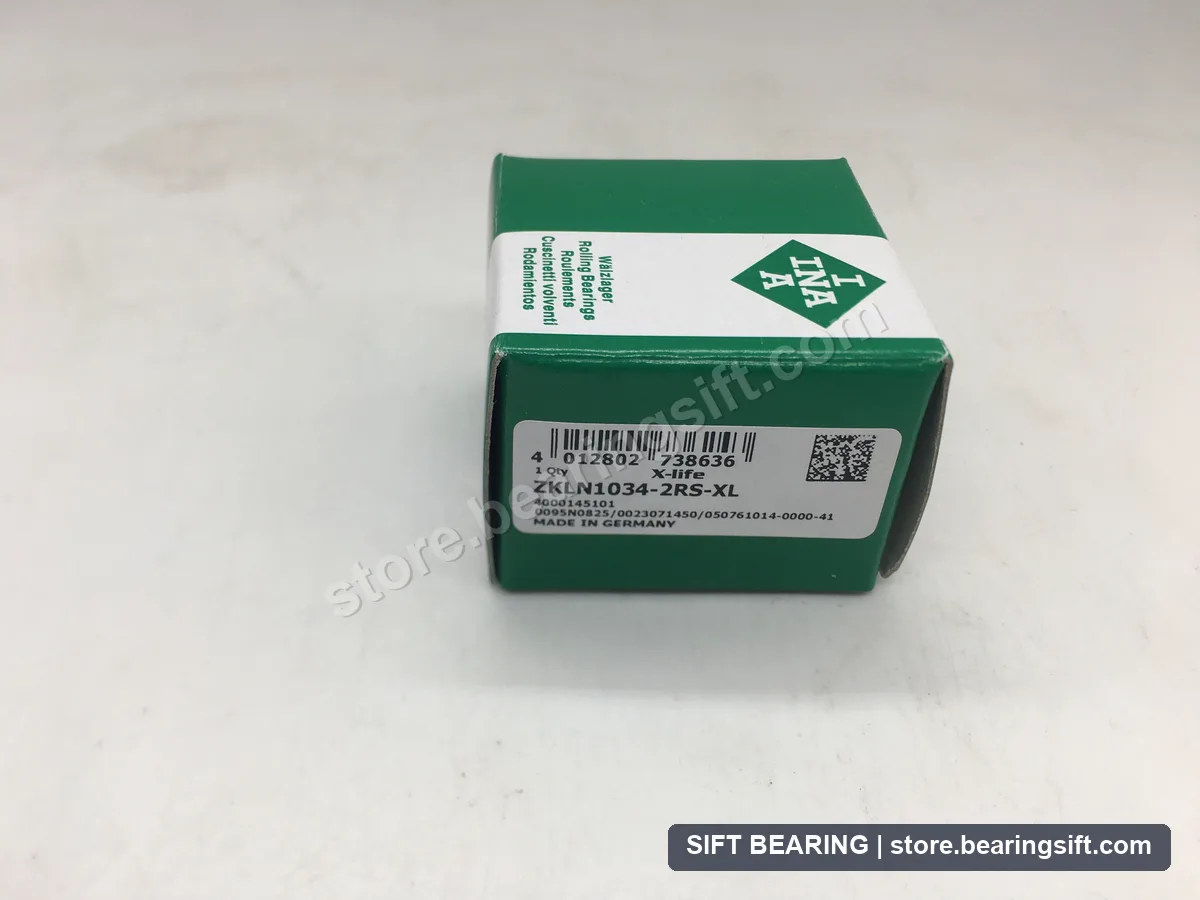 Wälzlager
Rolling Bearings
Roulements
Cuscinetti volventi
Rodamientos
I
INA
A
4 012802 738636
1 Qty X-life
ZKLN1034-2RS-XL
4000145101
0095N0825/0023071450/050761014-0000-41
MADE IN GERMANY
store.bearingsift.com
SIFT BEARING | store.bearingsift.com